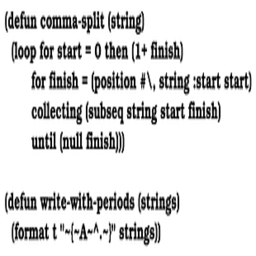 (defun comma-split (string)
(loop for start = 0 then (1+ finish)
for finish = (position #\, string :start start)
collecting (subseq string start finish)
until (null finish)))
(defun write-with-periods (strings)
(format t "~{~A~^.~}" strings))